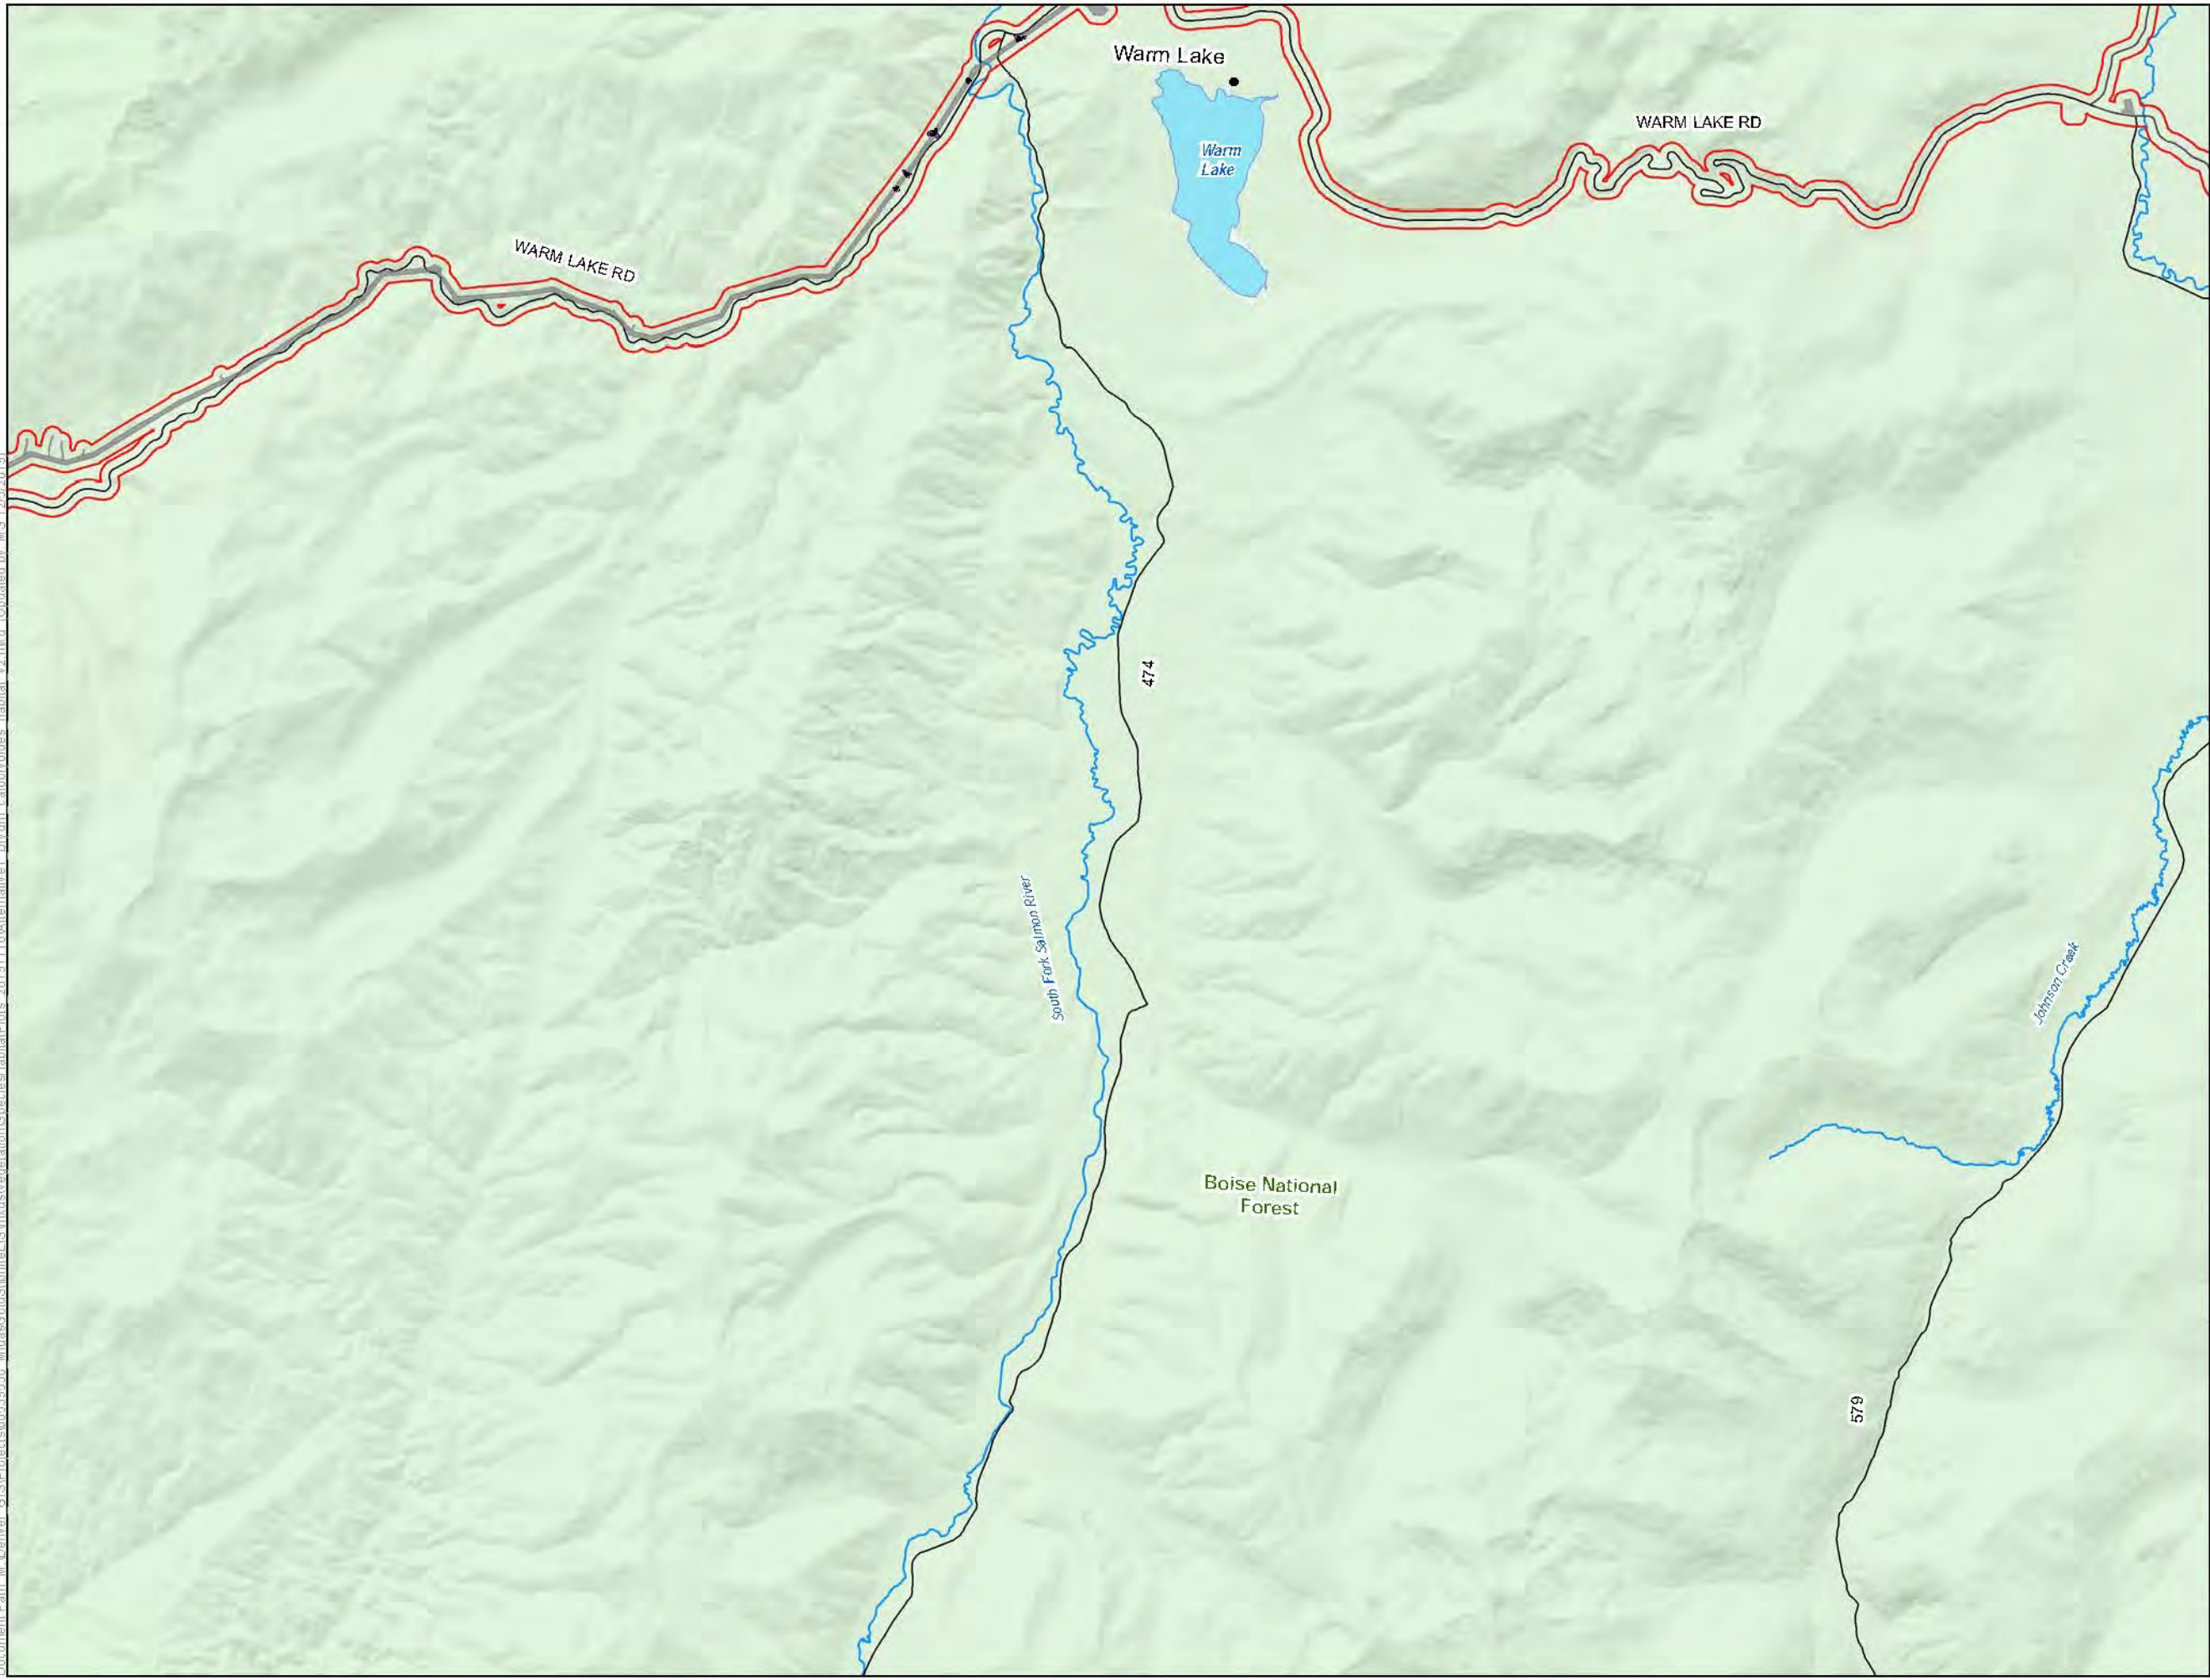 Warm Lake
Warm
Lake
WARM LAKE RD
WARM LAKE RD
474
South Fork Salmon River
Johnson Creek
Boise National
Forest
579